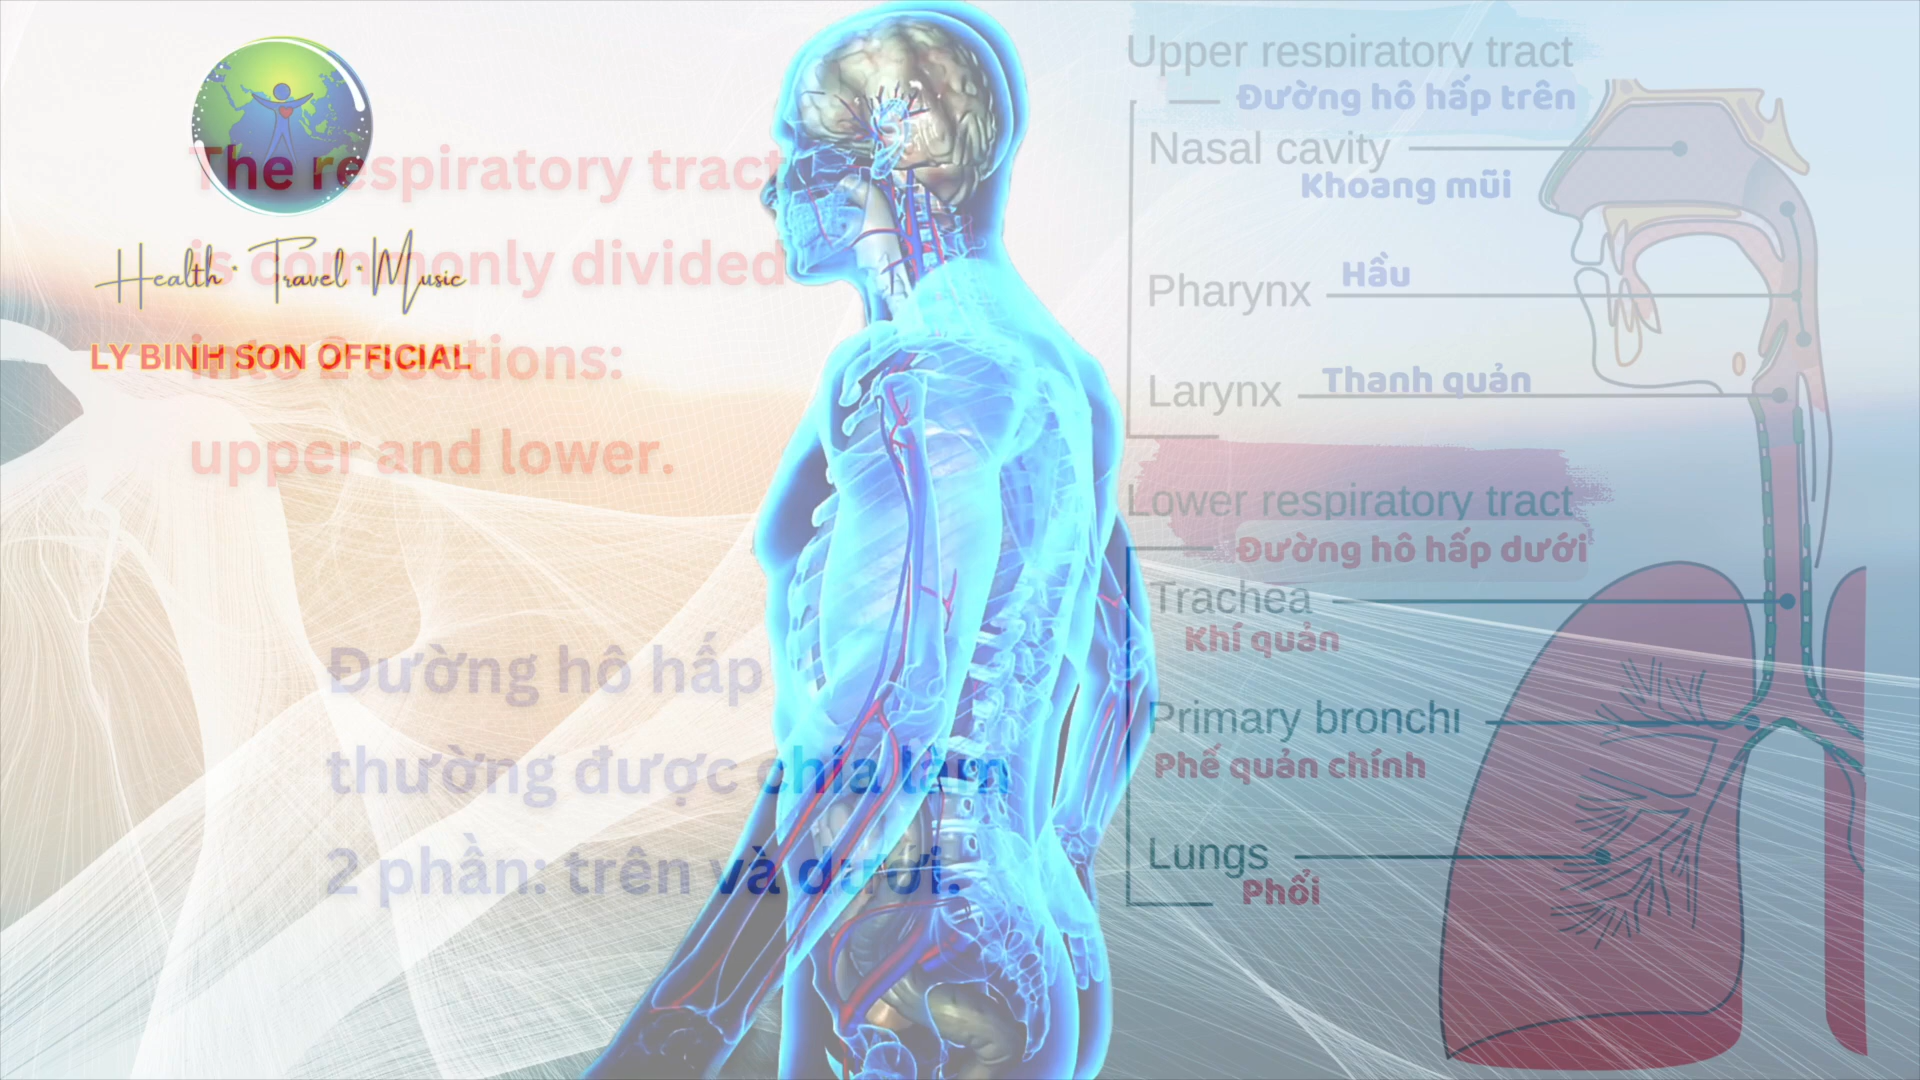 The respiratory tract
is commonly divided
into 2 sections:
upper and lower.
Health · Travel · Music
LY BINH SON OFFICIAL
Đường hô hấp
thường được chia làm
2 phần: trên và dưới.
Upper respiratory tract
Đường hô hấp trên
Nasal cavity
Khoang mũi
Hầu
Pharynx
Thanh quản
Larynx
Lower respiratory tract
Đường hô hấp dưới
Trachea
Khí quản
Primary bronchi
Phế quản chính
Lungs
Phổi